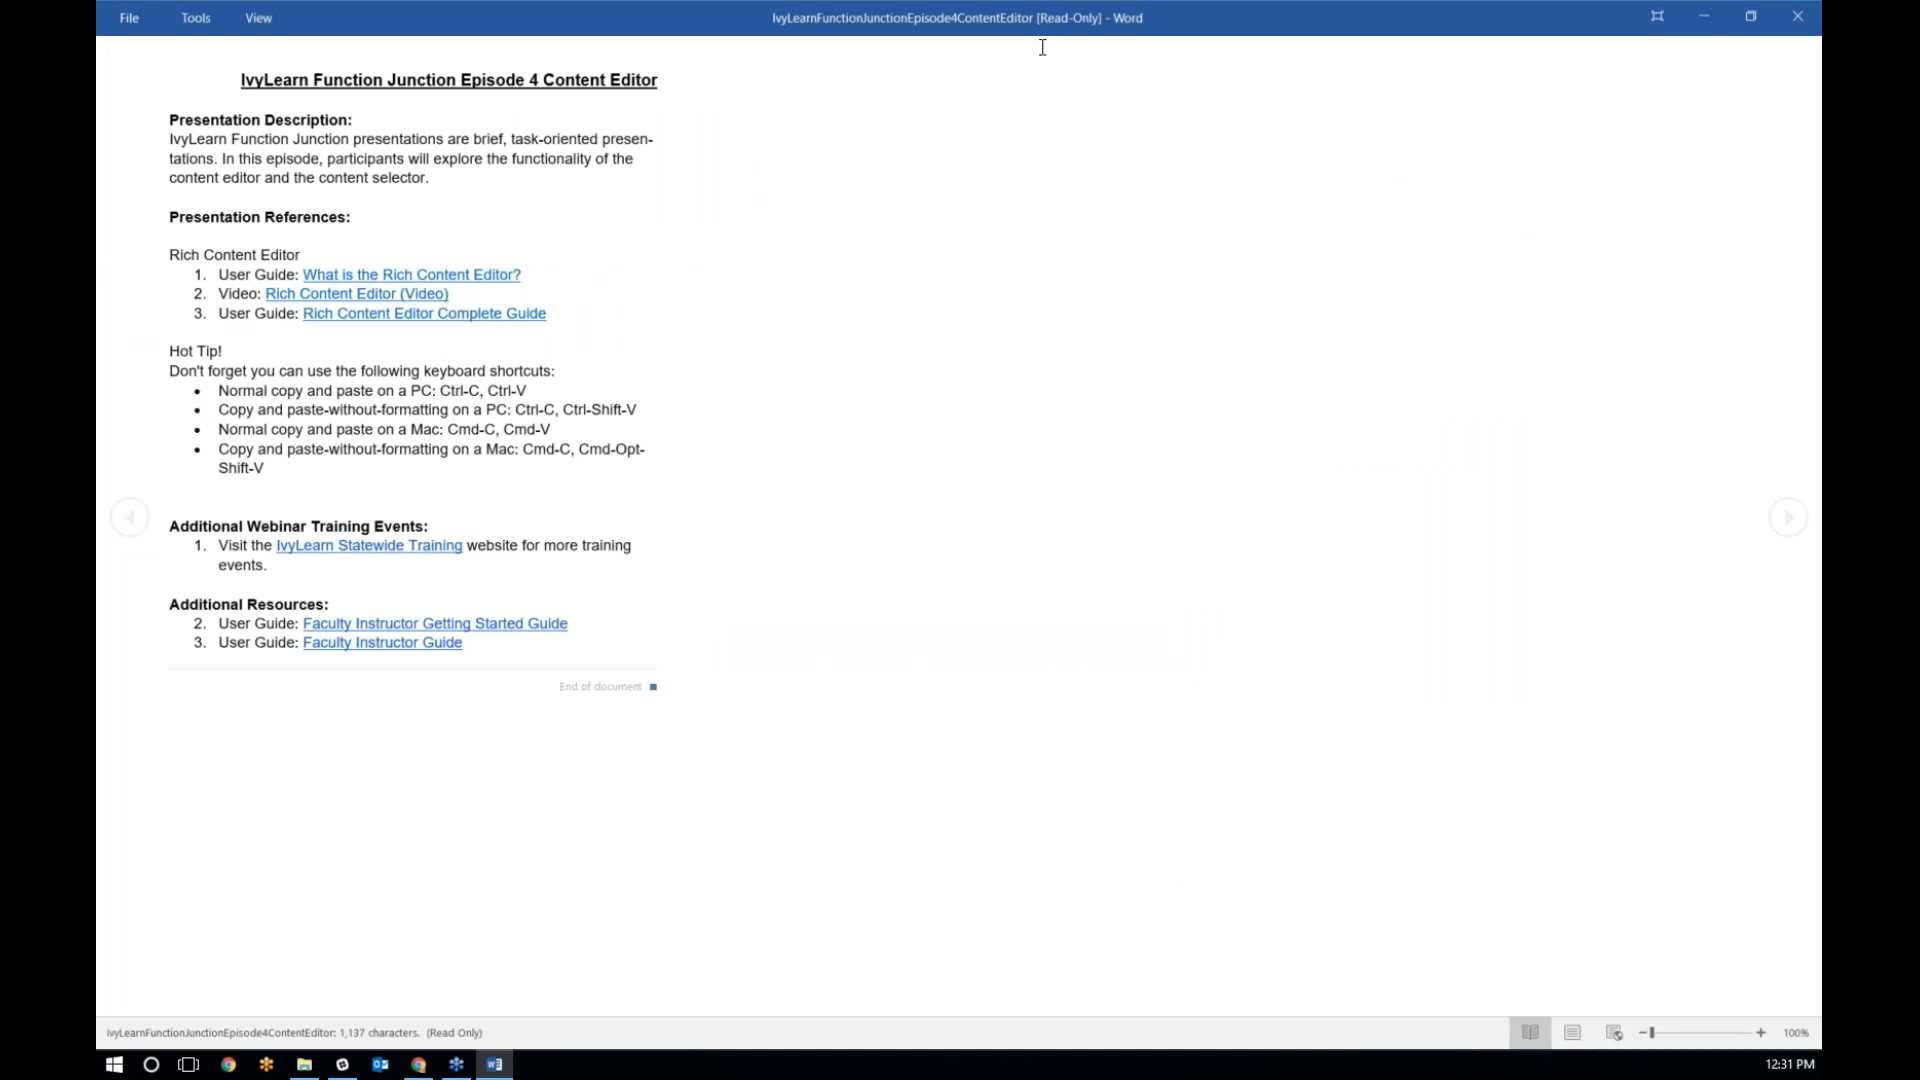 File Tools View IvyLearnFunctionJunctionEpisode4ContentEditor [Read-Only] - Word
IvyLearn Function Junction Episode 4 Content Editor
Presentation Description:
IvyLearn Function Junction presentations are brief, task-oriented presen-
tations. In this episode, participants will explore the functionality of the
content editor and the content selector.
Presentation References:
Rich Content Editor
1. User Guide: What is the Rich Content Editor?
2. Video: Rich Content Editor (Video)
3. User Guide: Rich Content Editor Complete Guide
Hot Tip!
Don't forget you can use the following keyboard shortcuts:
• Normal copy and paste on a PC: Ctrl-C, Ctrl-V
• Copy and paste-without-formatting on a PC: Ctrl-C, Ctrl-Shift-V
• Normal copy and paste on a Mac: Cmd-C, Cmd-V
• Copy and paste-without-formatting on a Mac: Cmd-C, Cmd-Opt-
Shift-V
Additional Webinar Training Events:
1. Visit the IvyLearn Statewide Training website for more training
events.
Additional Resources:
2. User Guide: Faculty Instructor Getting Started Guide
3. User Guide: Faculty Instructor Guide
End of document
IvyLearnFunctionJunctionEpisode4ContentEditor: 1,137 characters. (Read Only) 100%
12:31 PM